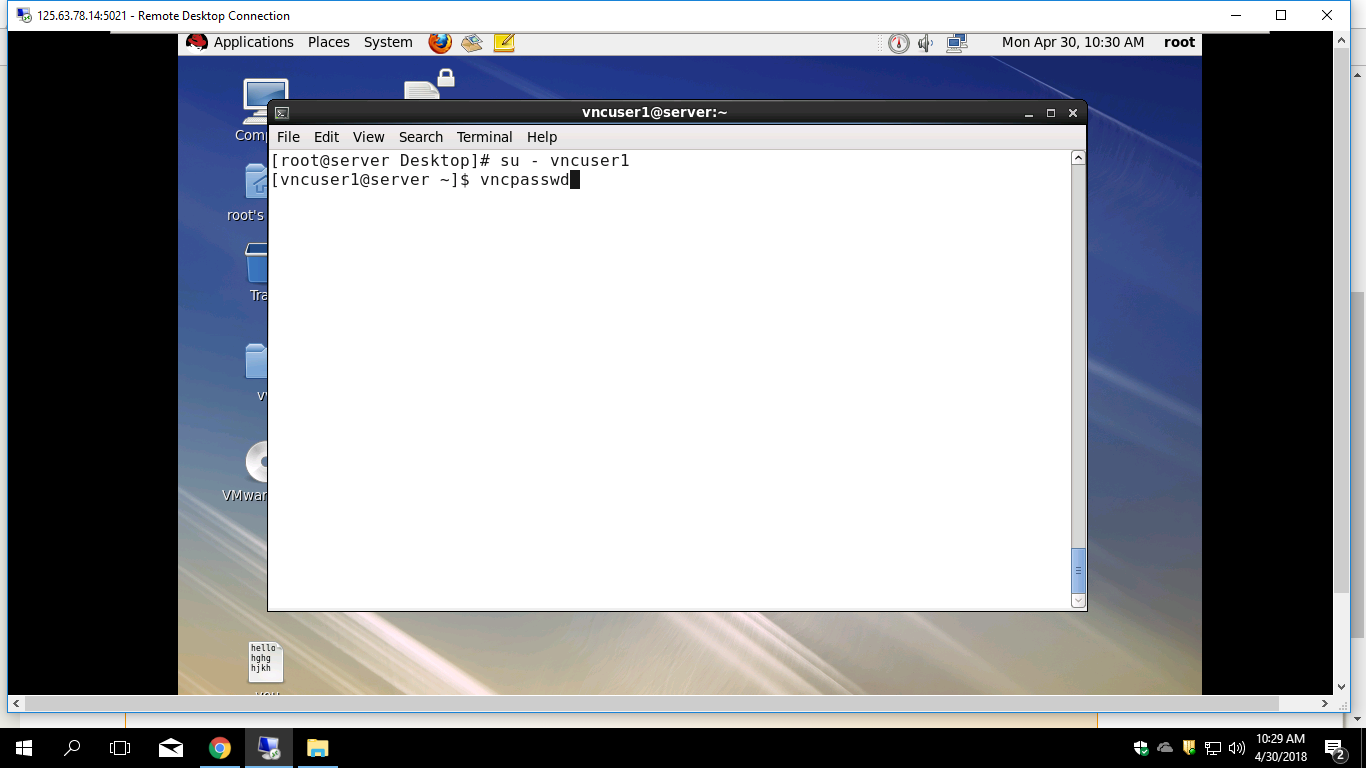 125.63.78.14:5021 - Remote Desktop Connection
Applications Places System Mon Apr 30, 10:30 AM root
vncuser1@server:~
File Edit View Search Terminal Help
[root@server Desktop]# su - vncuser1
[vncuser1@server ~]$ vncpasswd
Comp
root's
Tra
VMwar
hello
hghg
hjkh
10:29 AM
4/30/2018
2